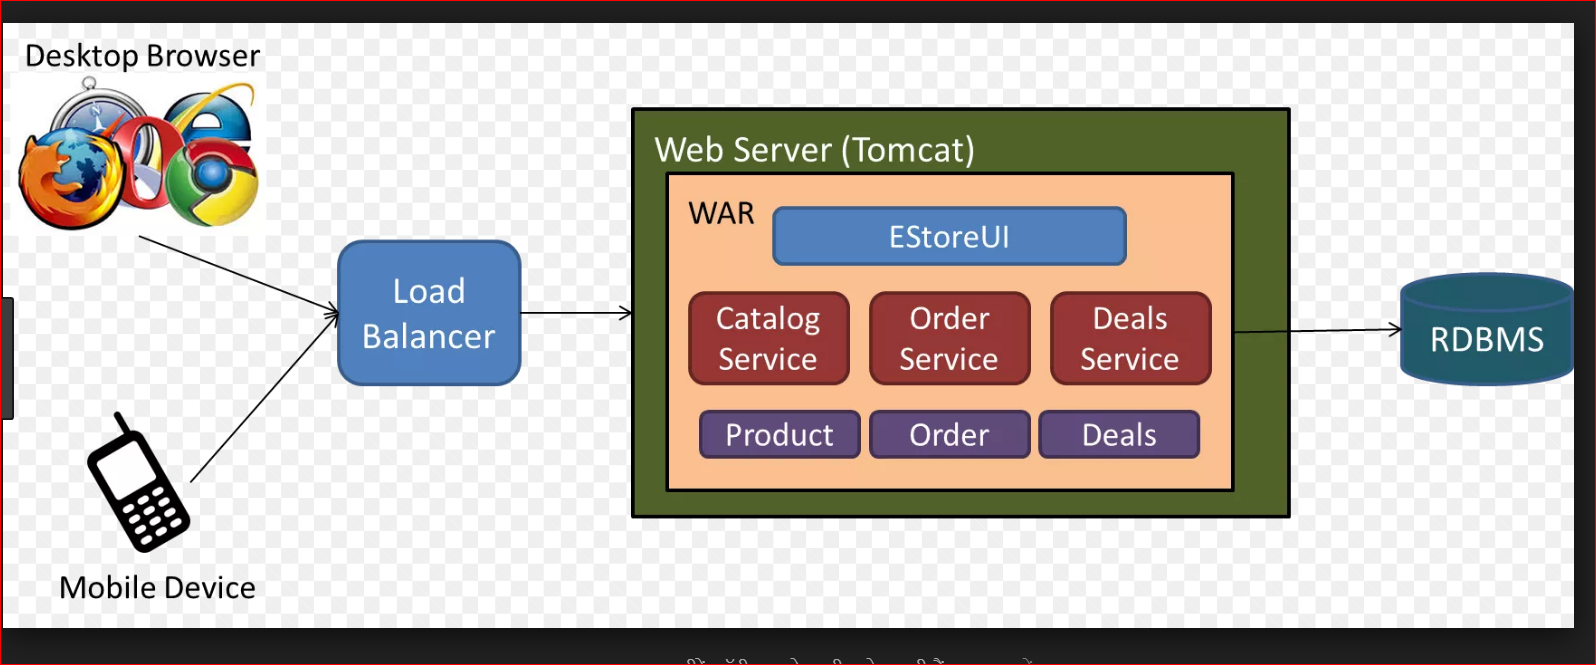 Desktop Browser
Web Server (Tomcat)
WAR
EStoreUI
Load
Balancer
Catalog
Service
Order
Service
Deals
Service
RDBMS
Product
Order
Deals
Mobile Device